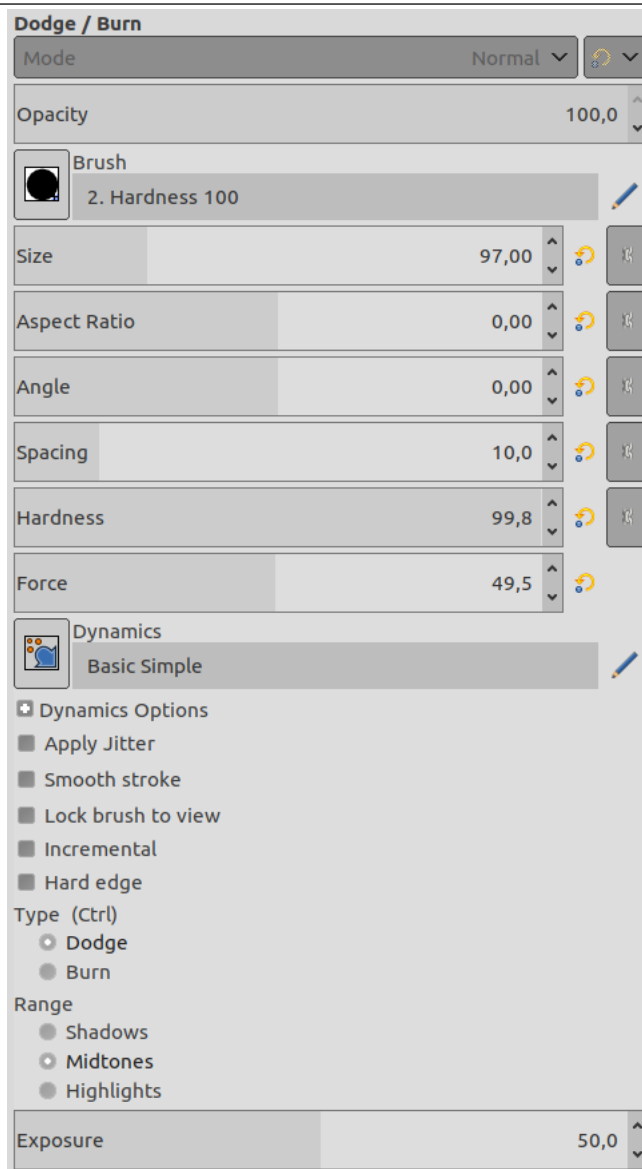 Dodge / Burn
Mode Normal
Opacity 100,0
Brush
2. Hardness 100
Size 97,00
Aspect Ratio 0,00
Angle 0,00
Spacing 10,0
Hardness 99,8
Force 49,5
Dynamics
Basic Simple
Dynamics Options
Apply Jitter
Smooth stroke
Lock brush to view
Incremental
Hard edge
Type (Ctrl)
Dodge
Burn
Range
Shadows
Midtones
Highlights
Exposure 50,0